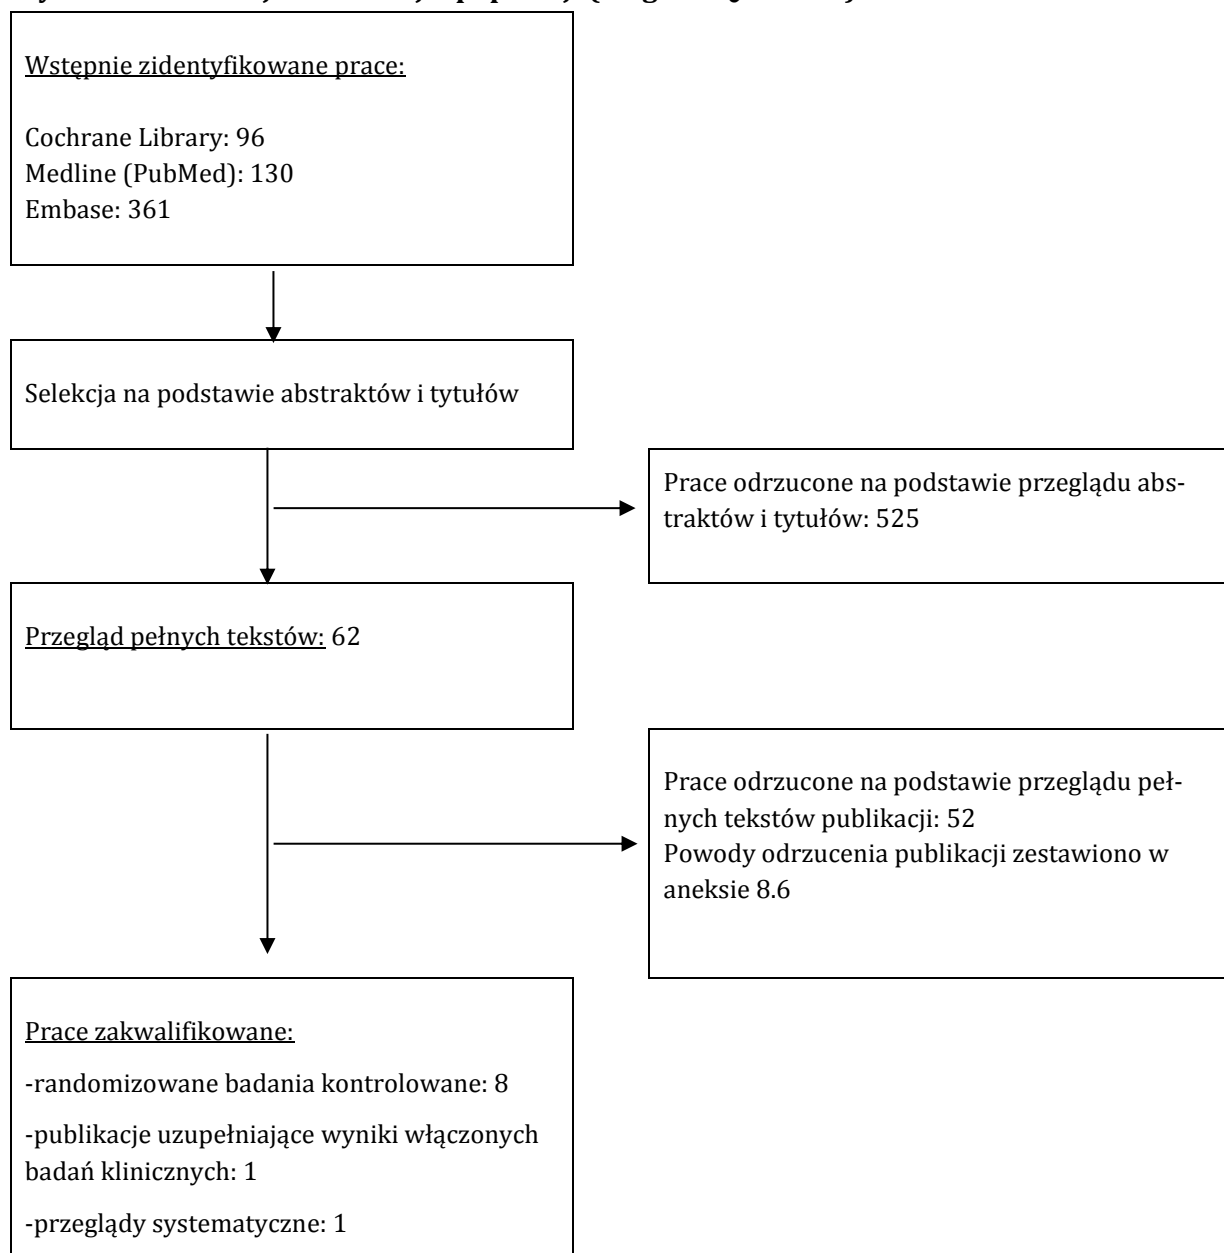 Wstępnie zidentyfikowane prace:
Cochrane Library: 96
Medline (PubMed): 130
Embase: 361
Selekcja na podstawie abstraktów i tytułów
Prace odrzucone na podstawie przeglądu abs-
traktów i tytułów: 525
Przegląd pełnych tekstów: 62
Prace odrzucone na podstawie przeglądu peł-
nych tekstów publikacji: 52
Powody odrzucenia publikacji zestawiono w
aneksie 8.6
Prace zakwalifikowane:
-randomizowane badania kontrolowane: 8
-publikacje uzupełniające wyniki włączonych
badań klinicznych: 1
-przeglądy systematyczne: 1